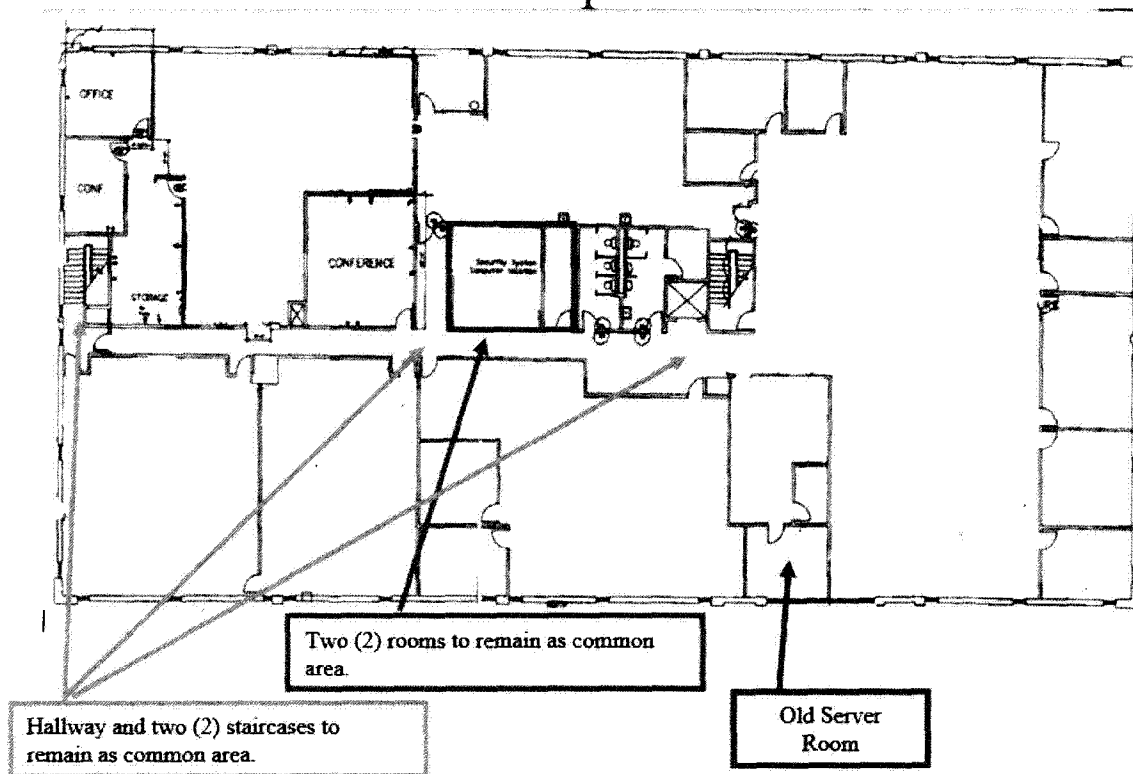 OFFICE
CONF.
CONFERENCE
Security System
Computer
STORAGE
Two (2) rooms to remain as common
area.
Hallway and two (2) staircases to
remain as common area.
Old Server
Room